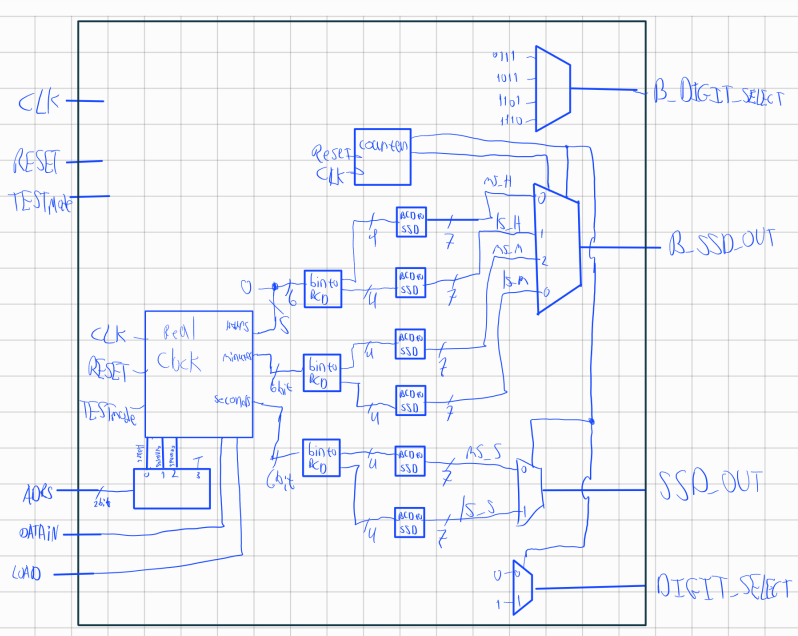 CLK
RESET
TESTmode
0111
1011
1101
1110
B_DIGIT_SELECT
Reset
CLK
counter
MS_H
LS_H
MS_M
LS_M
0
1
2
0
B_SSD_OUT
0
6
5
bin to
BCD
4
BCD to
SSD
7
4
BCD to
SSD
7
CLK
RESET
TESTmode
Real
Clock
Hours
Minutes
seconds
6bit
bin to
BCD
4
BCD to
SSD
7
4
BCD to
SSD
7
6bit
bin to
BCD
4
BCD to
SSD
7
MS_S
4
BCD to
SSD
7
LS_S
0
1
SSD_OUT
0 1 2 3
ADRS
2bit
DATAIN
LOAD
0
0
1
1
DIGIT_SELECT